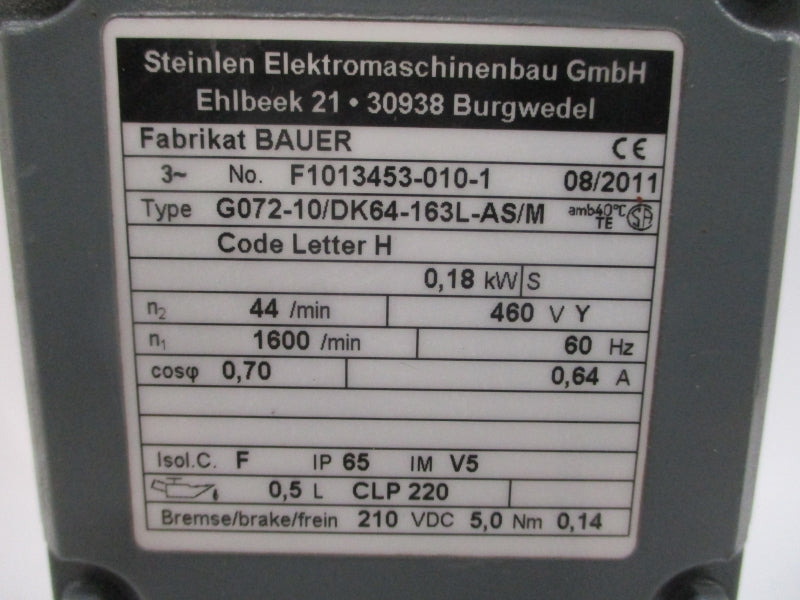 Steinlen Elektromaschinenbau GmbH
Ehlbeek 21 • 30938 Burgwedel
Fabrikat BAUER CE
3~ No. F1013453-010-1 08/2011
Type G072-10/DK64-163L-AS/M amb40°C TE SA
Code Letter H
0,18 kW S
n₂ 44 /min 460 V Y
n₁ 1600 /min 60 Hz
cosφ 0,70 0,64 A
Isol.C. F IP 65 IM V5
0,5 L CLP 220
Bremse/brake/frein 210 VDC 5,0 Nm 0,14